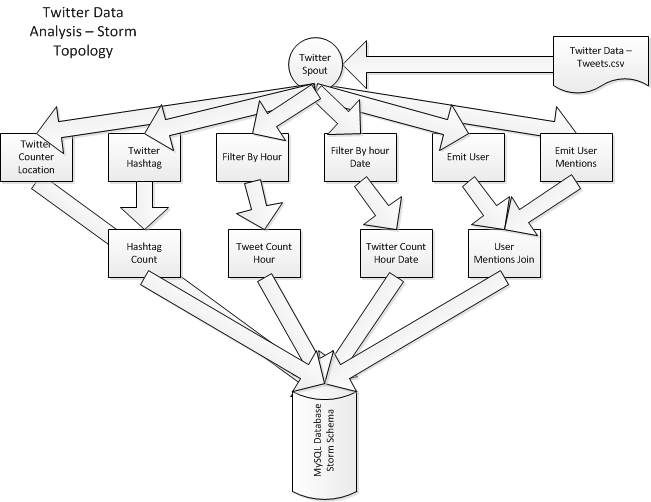 Twitter Data
Analysis – Storm
Topology
Twitter
Spout
Twitter Data –
Tweets.csv
Twitter
Counter
Location
Twitter
Hashtag
Filter By Hour
Filter By hour
Date
Emit User
Emit User
Mentions
Hashtag
Count
Tweet Count
Hour
Twitter Count
Hour Date
User
Mentions Join
MySQL Database
Storm Schema